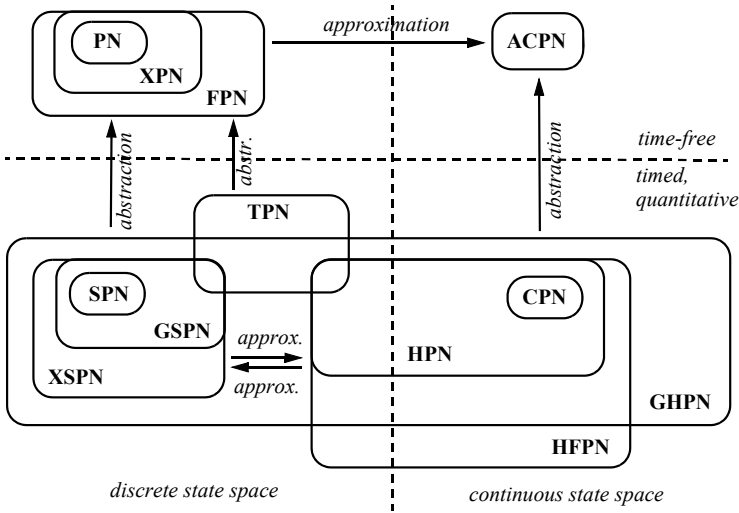 PN
XPN
FPN
approximation
ACPN
abstraction
abstr.
abstraction
time-free
timed,
quantitative
TPN
SPN
GSPN
XSPN
approx.
approx.
CPN
HPN
GHPN
HFPN
discrete state space
continuous state space